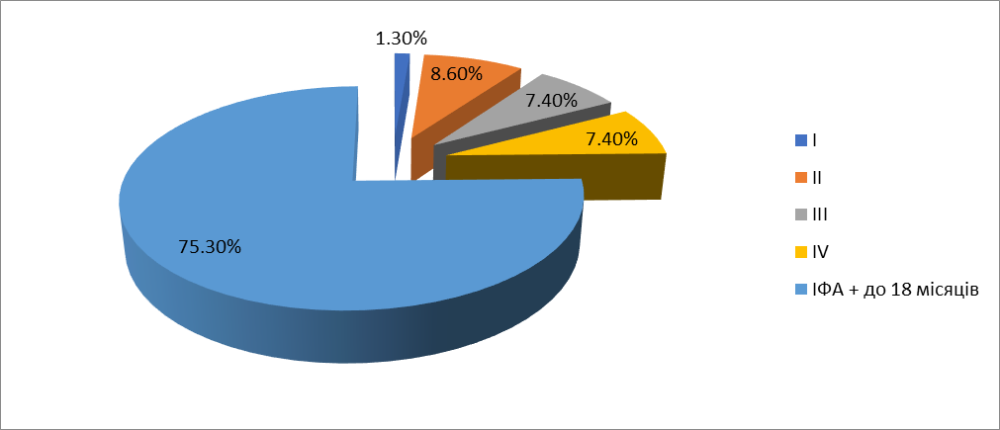 1.30%
8.60%
7.40%
7.40%
75.30%
I
II
III
IV
ІФА + до 18 місяців